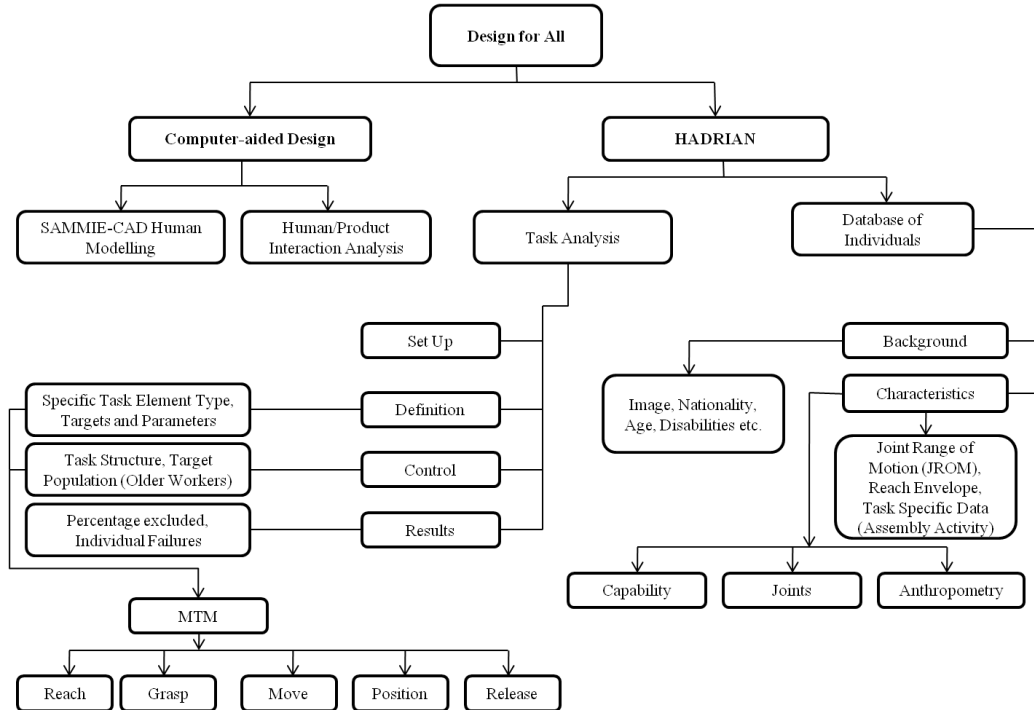 Design for All
Computer-aided Design
HADRIAN
SAMMIE-CAD Human
Modelling
Human/Product
Interaction Analysis
Task Analysis
Database of
Individuals
Set Up
Background
Specific Task Element Type,
Targets and Parameters
Definition
Image, Nationality,
Age, Disabilities etc.
Characteristics
Task Structure, Target
Population (Older Workers)
Control
Joint Range of
Motion (JROM),
Reach Envelope,
Task Specific Data
(Assembly Activity)
Percentage excluded,
Individual Failures
Results
Capability
Joints
Anthropometry
MTM
Reach
Grasp
Move
Position
Release